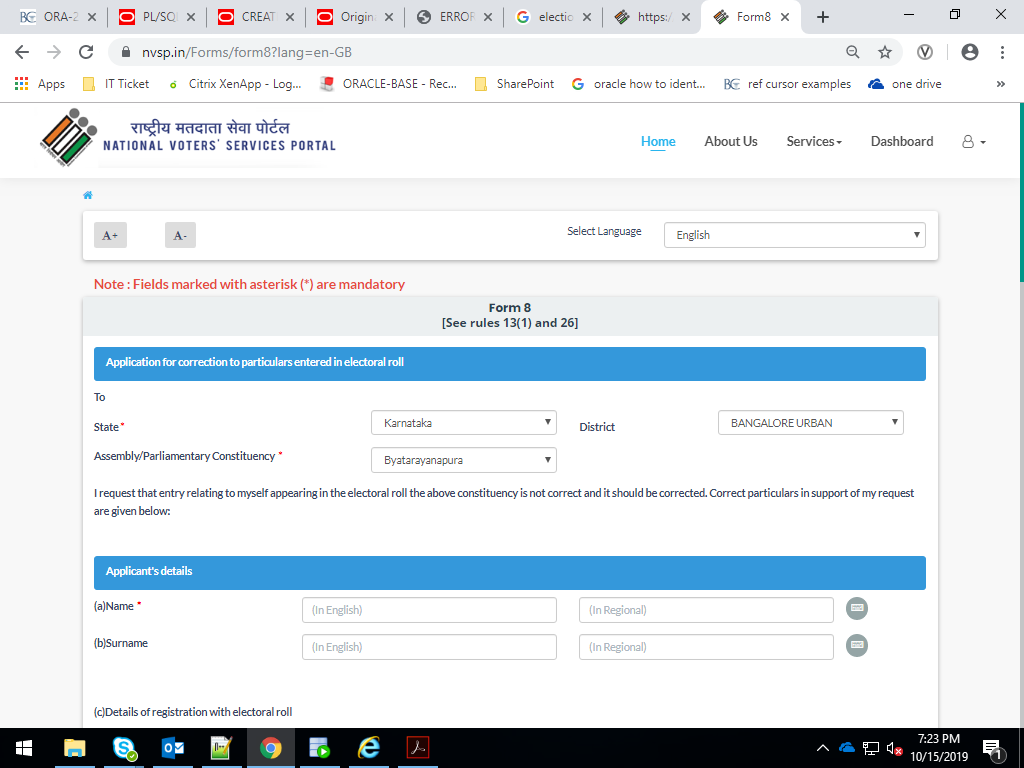 ORA-2
PL/SQ
CREAT
Origin
ERROF
electio
https:/
Form8
nvsp.in/Forms/form8?lang=en-GB
Apps
IT Ticket
Citrix XenApp - Log...
ORACLE-BASE - Rec...
SharePoint
oracle how to ident...
ref cursor examples
one drive
»
राष्ट्रीय मतदाता सेवा पोर्टल
NATIONAL VOTERS' SERVICES PORTAL
Home
About Us
Services
Dashboard
A+
A-
Select Language
English
Note : Fields marked with asterisk (*) are mandatory
Form 8
[See rules 13(1) and 26]
Application for correction to particulars entered in electoral roll
To
State*
Karnataka
District
BANGALORE URBAN
Assembly/Parliamentary Constituency *
Byatarayanapura
I request that entry relating to myself appearing in the electoral roll the above constituency is not correct and it should be corrected. Correct particulars in support of my request
are given below:
Applicant's details
(a)Name *
(In English)
(In Regional)
(b)Surname
(In English)
(In Regional)
(c)Details of registration with electoral roll
7:23 PM
10/15/2019
1